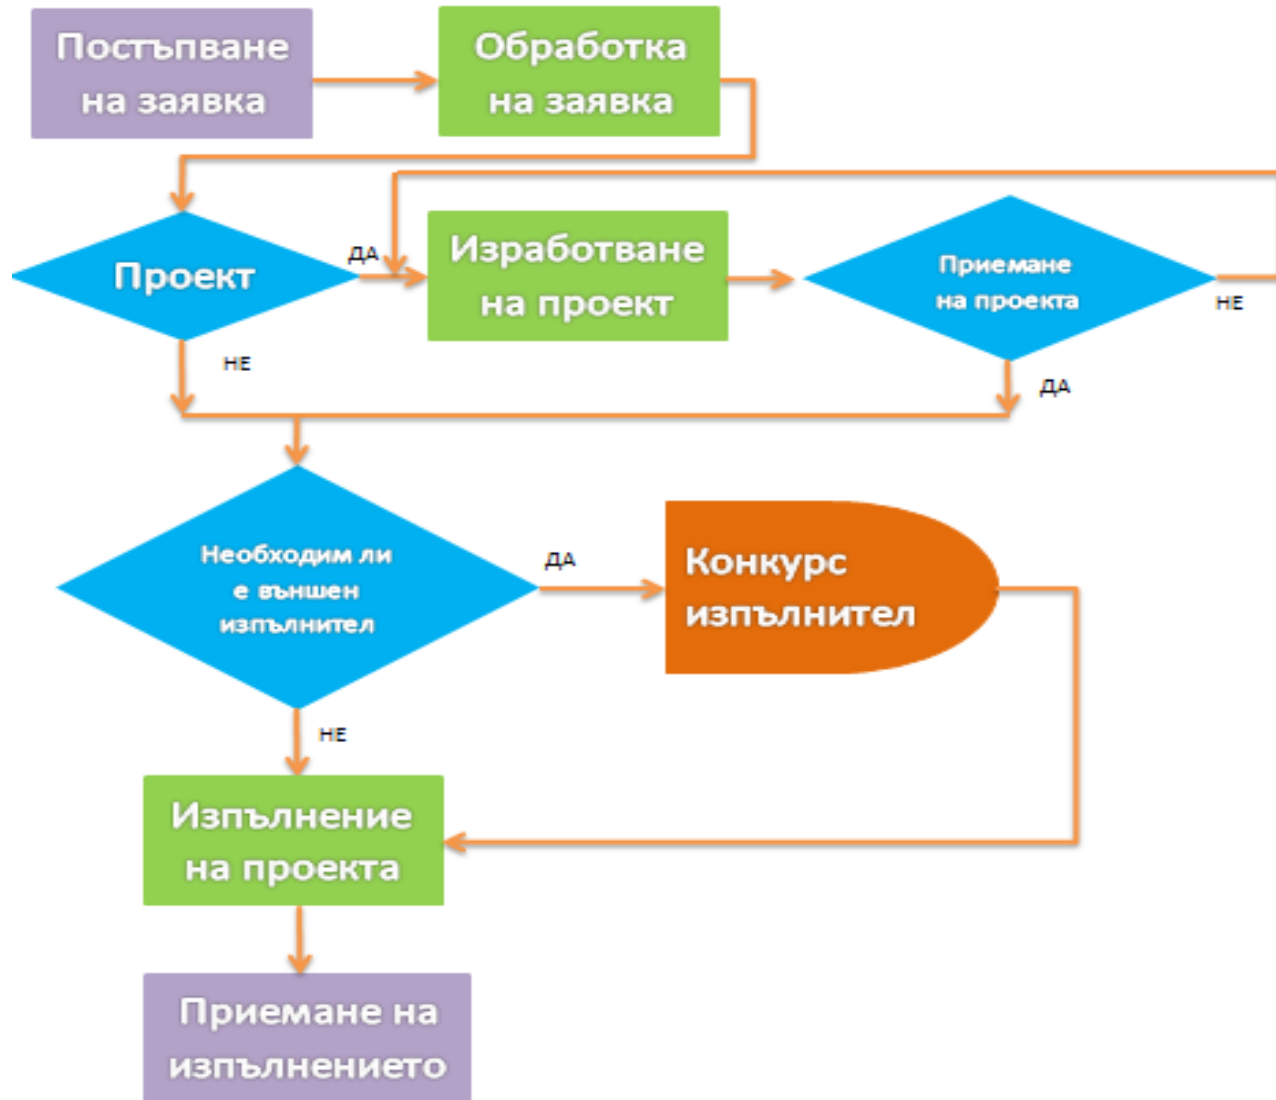 Постъпване
на заявка
Обработка
на заявка
Проект
ДА
Изработване
на проект
Приемане
на проекта
НЕ
НЕ
ДА
Необходим ли
е външен
изпълнител
ДА
Конкурс
изпълнител
НЕ
Изпълнение
на проекта
Приемане на
изпълнението